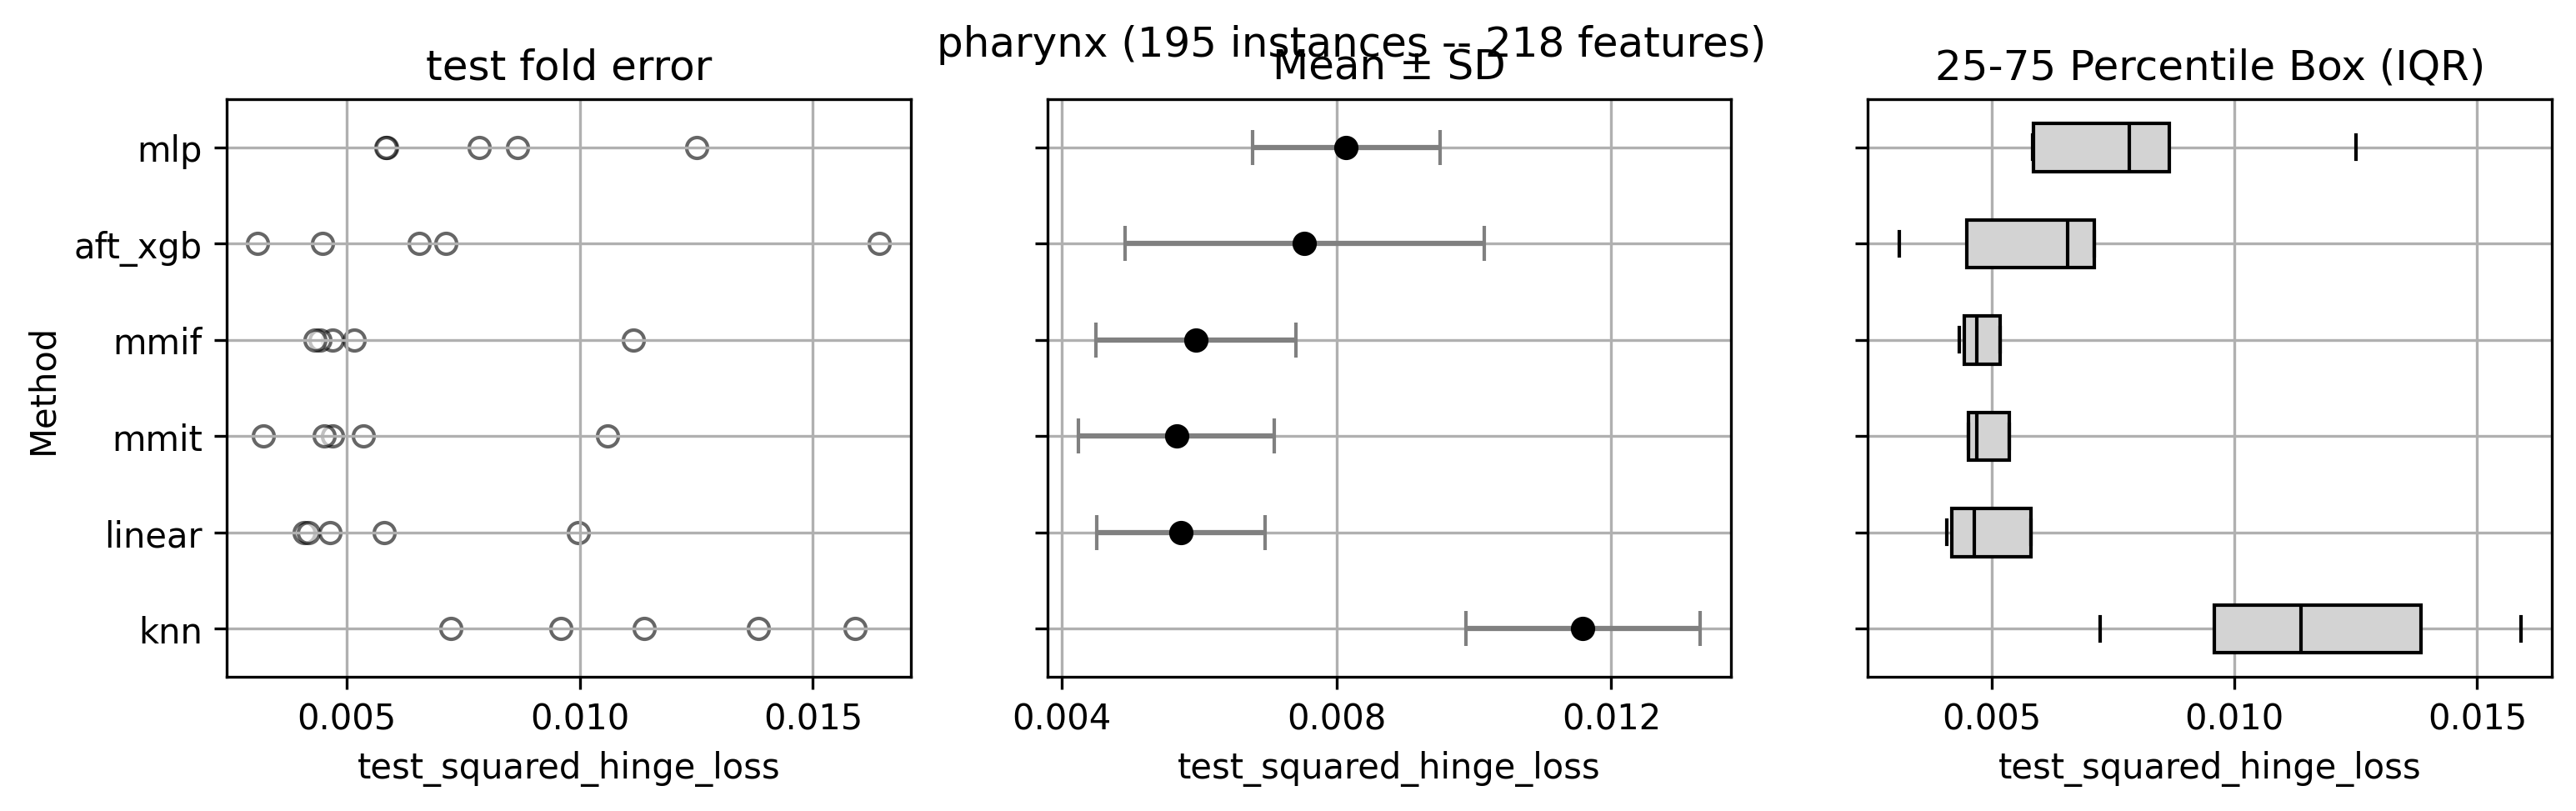 pharynx (195 instances -- 218 features)
test fold error
Mean ± SD
25-75 Percentile Box (IQR)
Method
mlp
aft_xgb
mmif
mmit
linear
knn
0.005 0.010 0.015
test_squared_hinge_loss
0.004 0.008 0.012
test_squared_hinge_loss
0.005 0.010 0.015
test_squared_hinge_loss